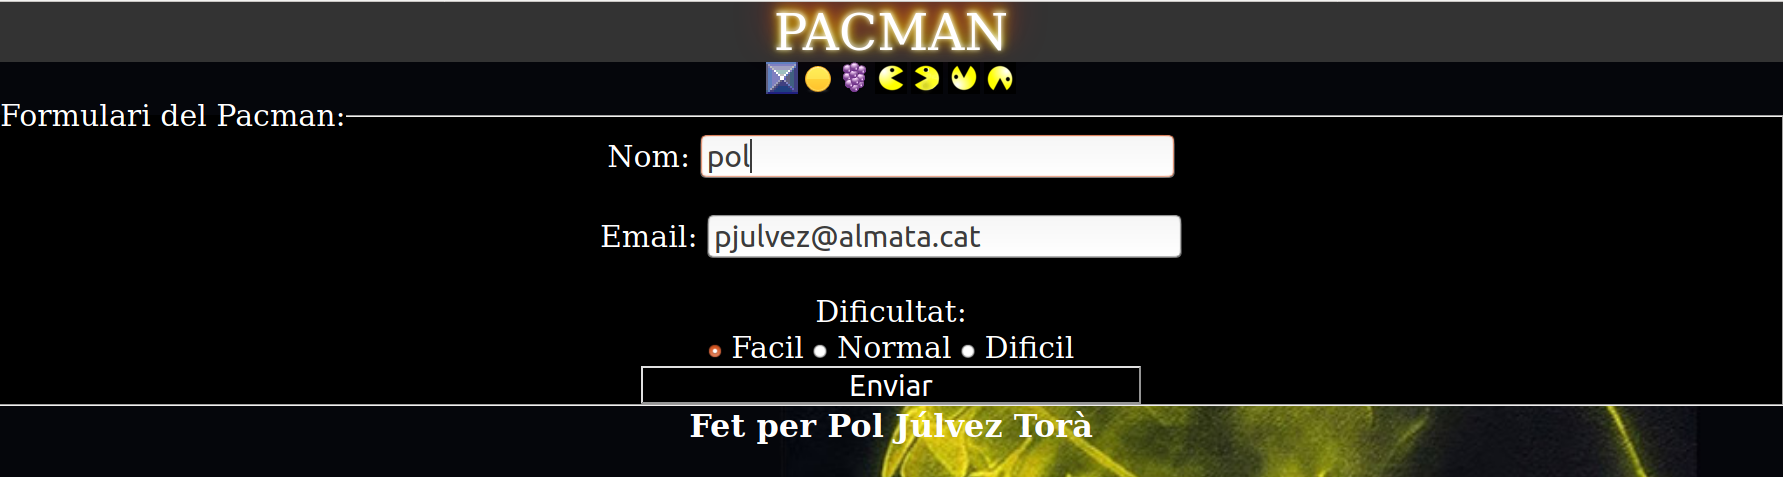 PACMAN
Formulari del Pacman:
Nom: pol
Email: pjulvez@almata.cat
Dificultat:
Facil Normal Dificil
Enviar
Fet per Pol Júlvez Torà